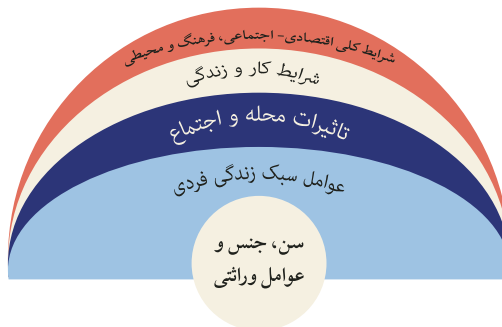 شرایط کلی اقتصادی- اجتماعی، فرهنگ و محیطی
شرایط کار و زندگی
تاثیرات محله و اجتماع
عوامل سبک زندگی فردی
سن، جنس و
عوامل وراثتی